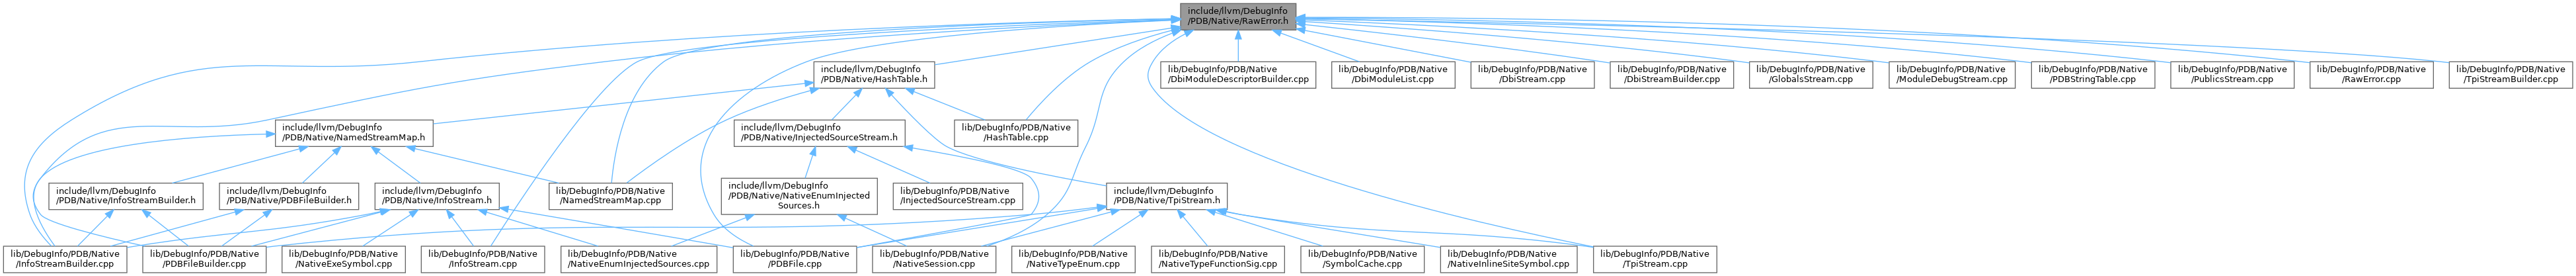 include/llvm/DebugInfo
/PDB/Native/RawError.h
include/llvm/DebugInfo
/PDB/Native/HashTable.h
lib/DebugInfo/PDB/Native
/DbiModuleDescriptorBuilder.cpp
lib/DebugInfo/PDB/Native
/DbiModuleList.cpp
lib/DebugInfo/PDB/Native
/DbiStream.cpp
lib/DebugInfo/PDB/Native
/DbiStreamBuilder.cpp
lib/DebugInfo/PDB/Native
/GlobalsStream.cpp
lib/DebugInfo/PDB/Native
/ModuleDebugStream.cpp
lib/DebugInfo/PDB/Native
/PDBStringTable.cpp
lib/DebugInfo/PDB/Native
/PublicsStream.cpp
lib/DebugInfo/PDB/Native
/RawError.cpp
lib/DebugInfo/PDB/Native
/TpiStreamBuilder.cpp
include/llvm/DebugInfo
/PDB/Native/NamedStreamMap.h
include/llvm/DebugInfo
/PDB/Native/InjectedSourceStream.h
lib/DebugInfo/PDB/Native
/HashTable.cpp
include/llvm/DebugInfo
/PDB/Native/InfoStreamBuilder.h
include/llvm/DebugInfo
/PDB/Native/PDBFileBuilder.h
include/llvm/DebugInfo
/PDB/Native/InfoStream.h
lib/DebugInfo/PDB/Native
/NamedStreamMap.cpp
include/llvm/DebugInfo
/PDB/Native/NativeEnumInjected
Sources.h
lib/DebugInfo/PDB/Native
/InjectedSourceStream.cpp
include/llvm/DebugInfo
/PDB/Native/TpiStream.h
lib/DebugInfo/PDB/Native
/InfoStreamBuilder.cpp
lib/DebugInfo/PDB/Native
/PDBFileBuilder.cpp
lib/DebugInfo/PDB/Native
/NativeExeSymbol.cpp
lib/DebugInfo/PDB/Native
/InfoStream.cpp
lib/DebugInfo/PDB/Native
/NativeEnumInjectedSources.cpp
lib/DebugInfo/PDB/Native
/PDBFile.cpp
lib/DebugInfo/PDB/Native
/NativeSession.cpp
lib/DebugInfo/PDB/Native
/NativeTypeEnum.cpp
lib/DebugInfo/PDB/Native
/NativeTypeFunctionSig.cpp
lib/DebugInfo/PDB/Native
/SymbolCache.cpp
lib/DebugInfo/PDB/Native
/NativeInlineSiteSymbol.cpp
lib/DebugInfo/PDB/Native
/TpiStream.cpp